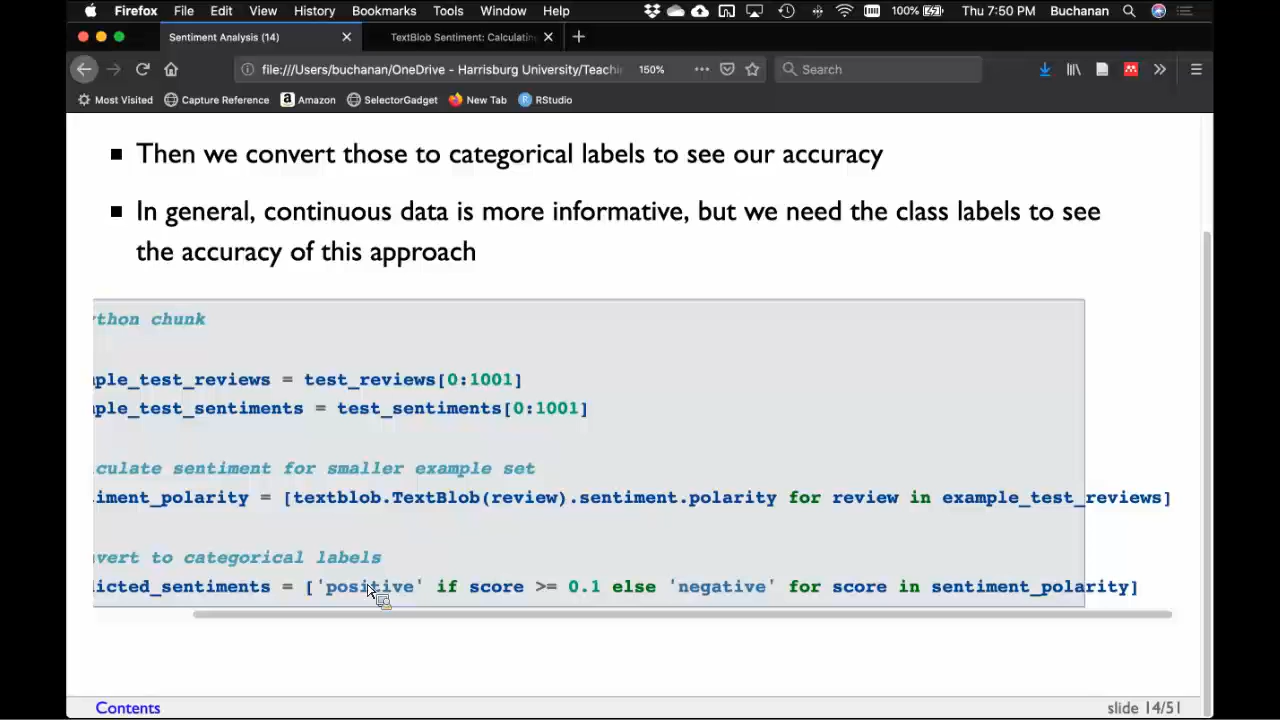 Firefox File Edit View History Bookmarks Tools Window Help 100% Thu 7:50 PM Buchanan
Sentiment Analysis (14) TextBlob Sentiment: Calculatin
file:///Users/buchanan/OneDrive - Harrisburg University/Teachi 150% Search
Most Visited Capture Reference Amazon SelectorGadget New Tab RStudio
Then we convert those to categorical labels to see our accuracy
In general, continuous data is more informative, but we need the class labels to see
the accuracy of this approach
ython chunk
mple_test_reviews = test_reviews[0:1001]
mple_test_sentiments = test_sentiments[0:1001]
culate sentiment for smaller example set
iment_polarity = [textblob.TextBlob(review).sentiment.polarity for review in example_test_reviews]
vert to categorical labels
icted_sentiments = ['positive' if score >= 0.1 else 'negative' for score in sentiment_polarity]
Contents slide 14/51